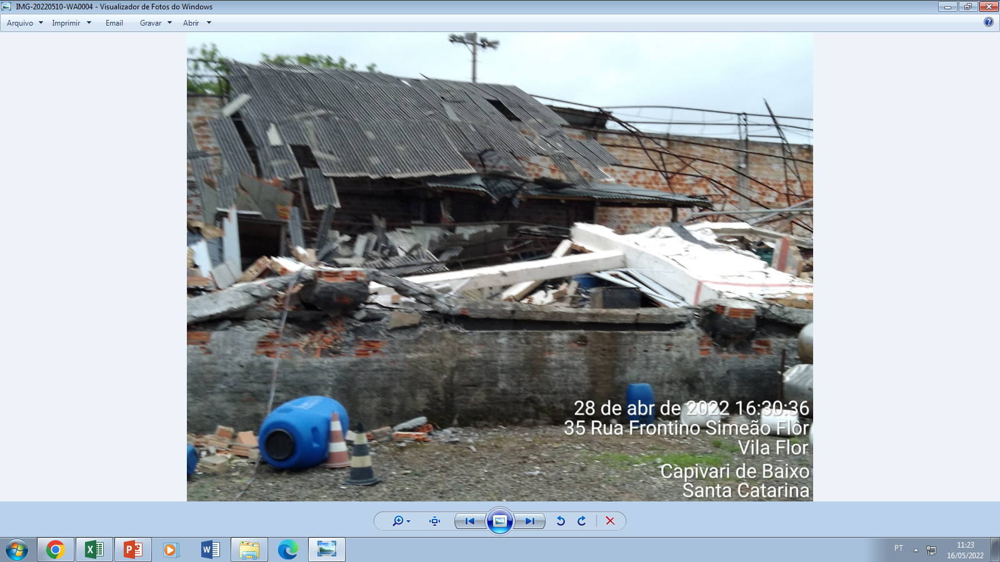 IMG-20220510-WA0004 - Visualizador de Fotos do Windows
Arquivo Imprimir Email Gravar Abrir
28 de abr de 2022 16:30:36
35 Rua Frontino Simeão Flôr
Vila Flor
Capivari de Baixo
Santa Catarina
PT
11:23
16/05/2022